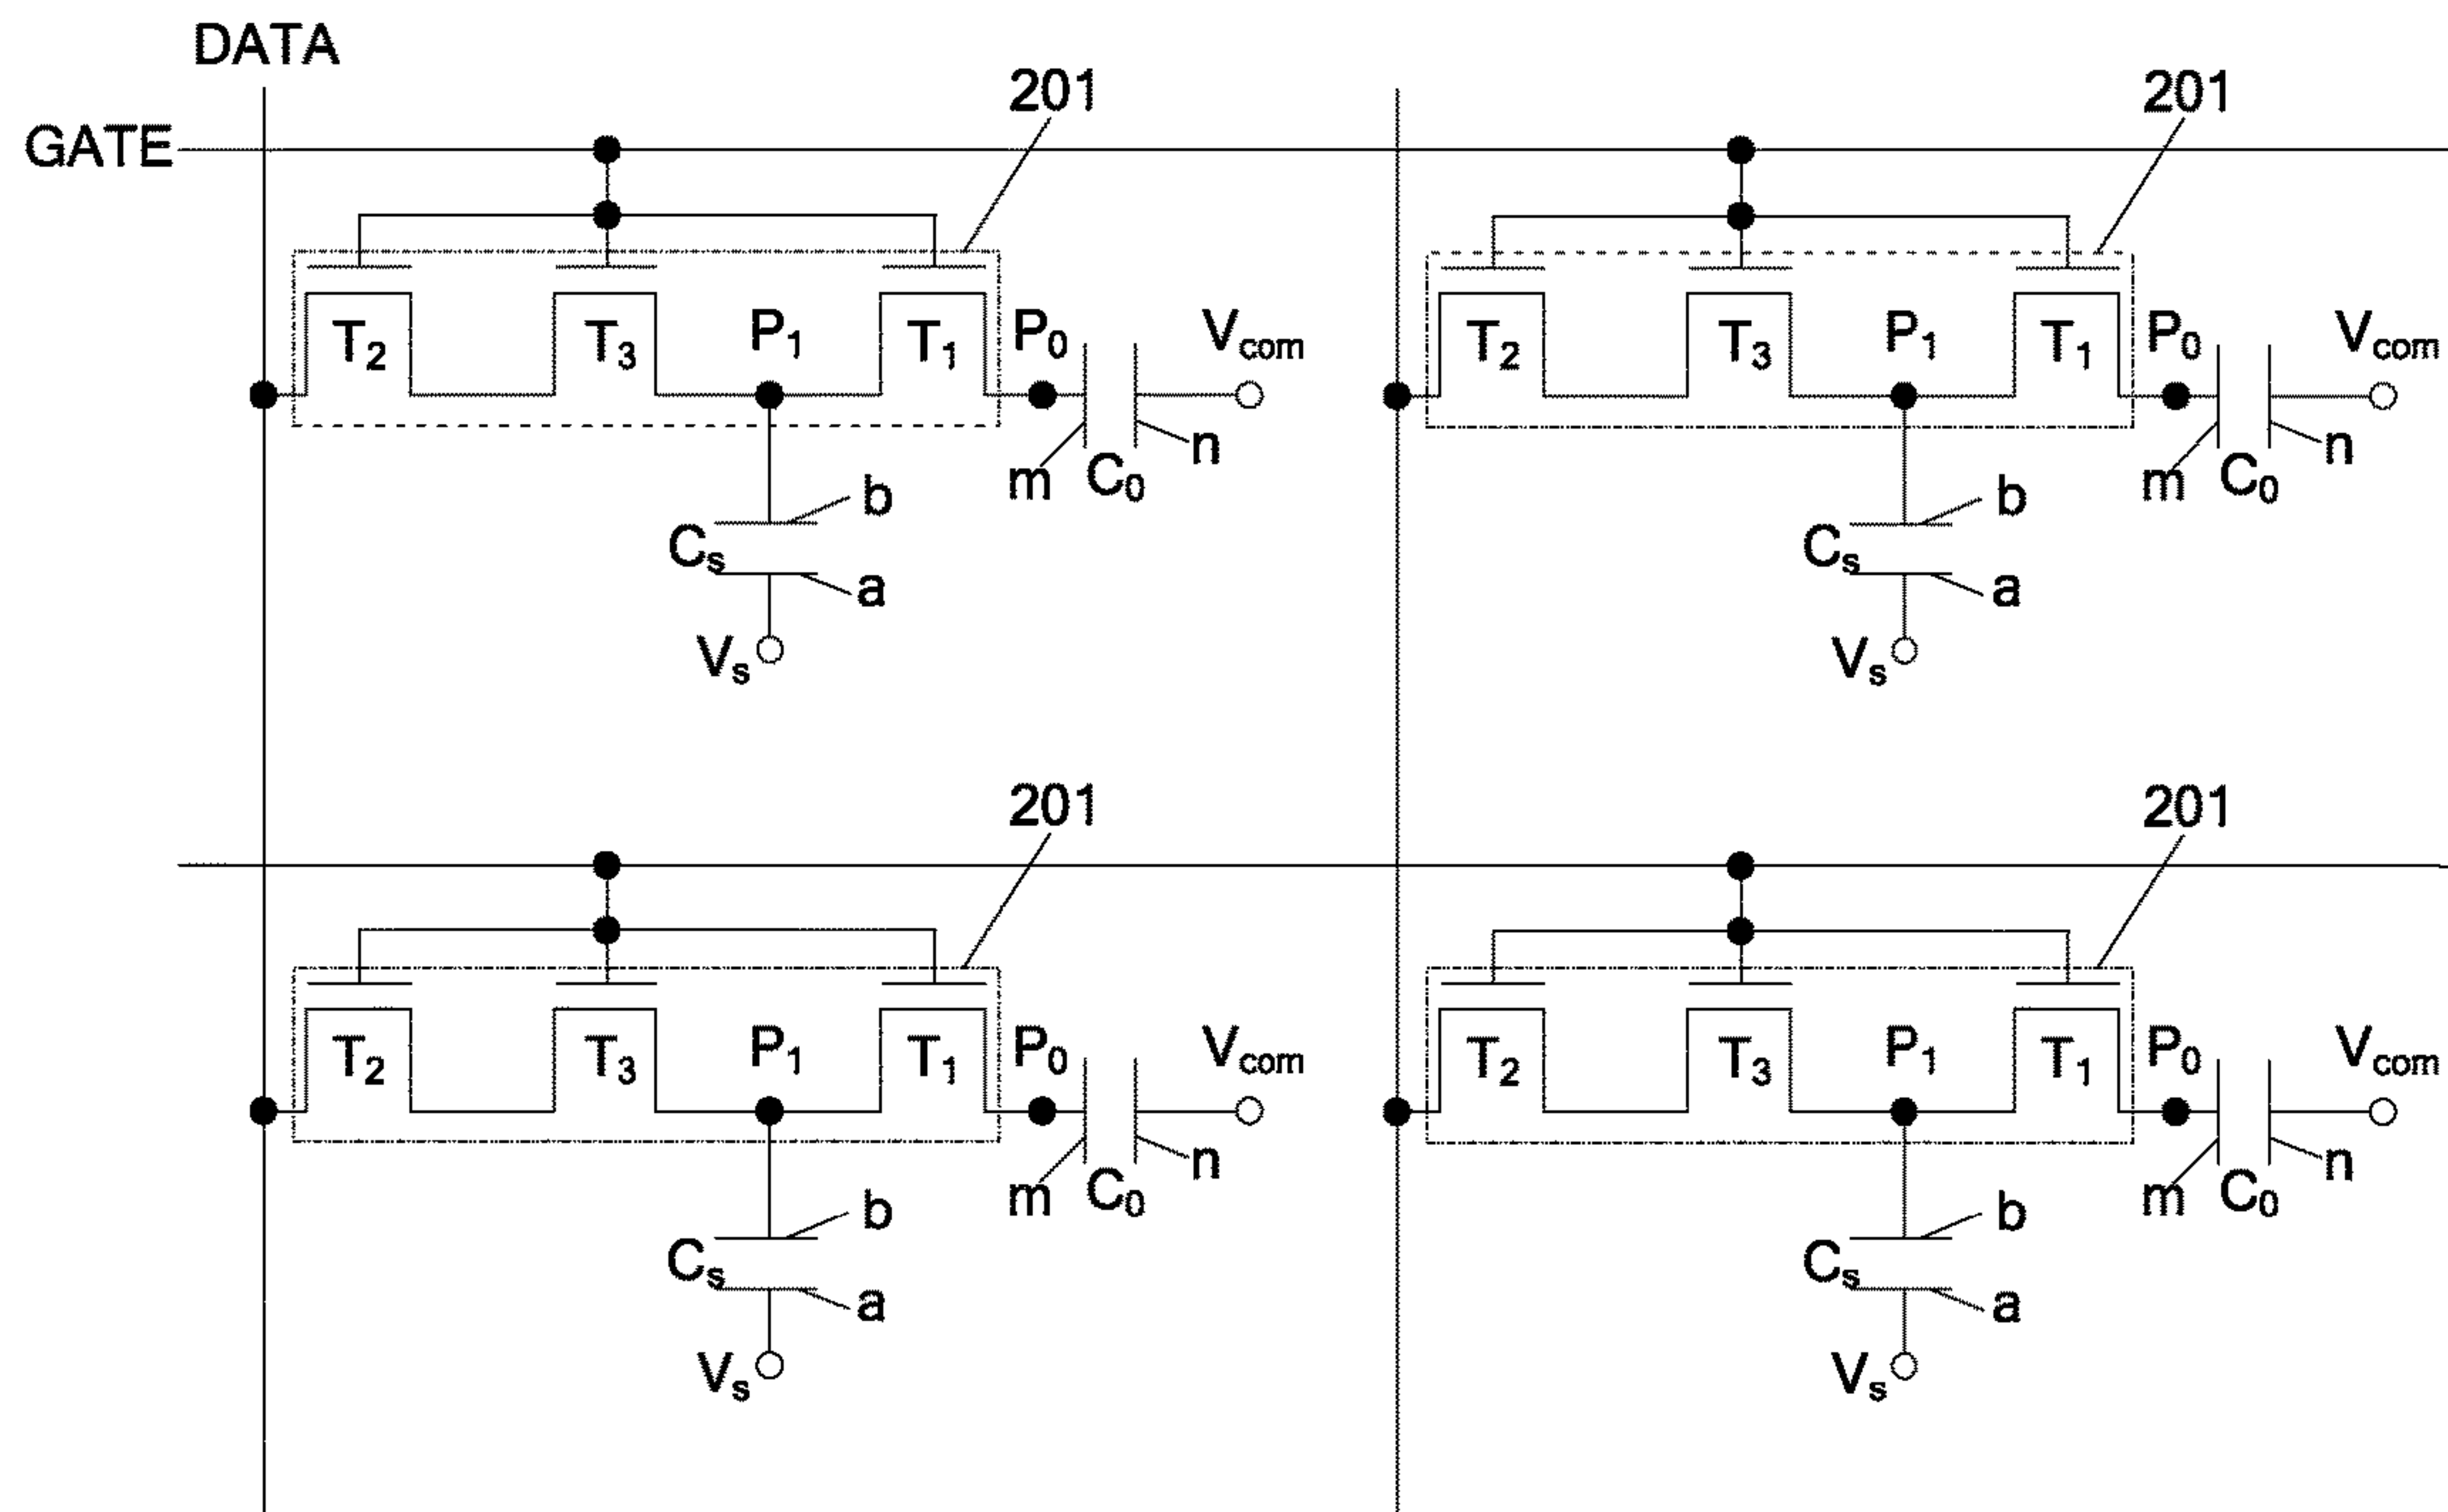 DATA
201 201
GATE
T2 T3 P1 T1 P0 Vcom T2 T3 P1 T1 P0 Vcom
m C0 n m C0 n
b b
Cs Cs
a a
Vs Vs
201 201
T2 T3 P1 T1 P0 Vcom T2 T3 P1 T1 P0 Vcom
m C0 n m C0 n
b b
Cs Cs
a a
Vs Vs